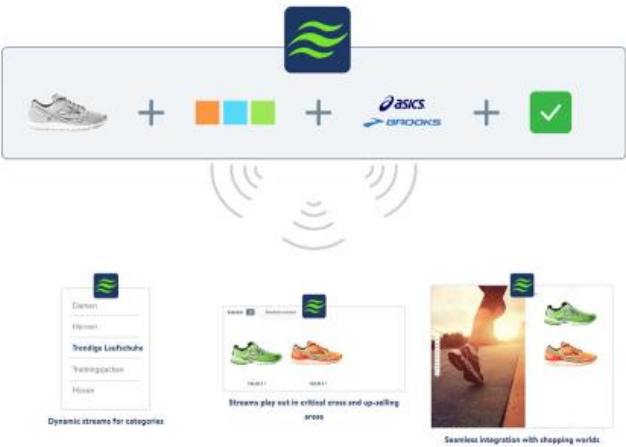 asics
BROOKS
Damen
Herren
Trendige Laufschuhe
Trainingsjacken
Hosen
Dynamic streams for categories
Streams play out in critical cross and up-selling
areas
Seamless integration with shopping worlds